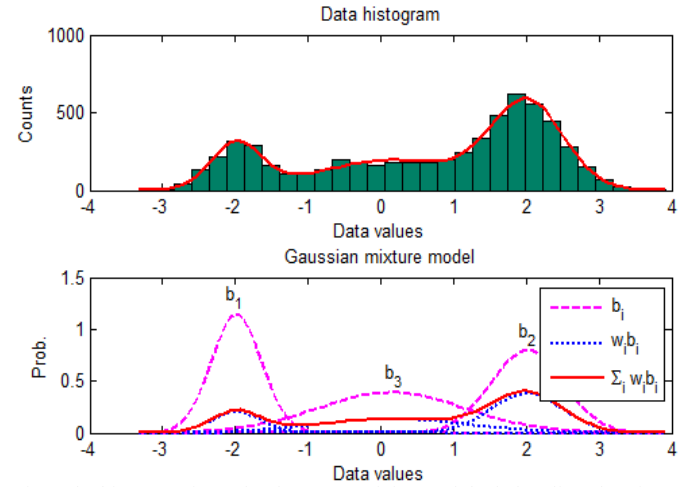 Data histogram
1000
500
0
Counts
-4 -3 -2 -1 0 1 2 3 4
Data values
Gaussian mixture model
1.5
1
0.5
0
Prob.
b₁
b₂
b₃
bᵢ
wᵢbᵢ
Σᵢ wᵢbᵢ
-4 -3 -2 -1 0 1 2 3 4
Data values